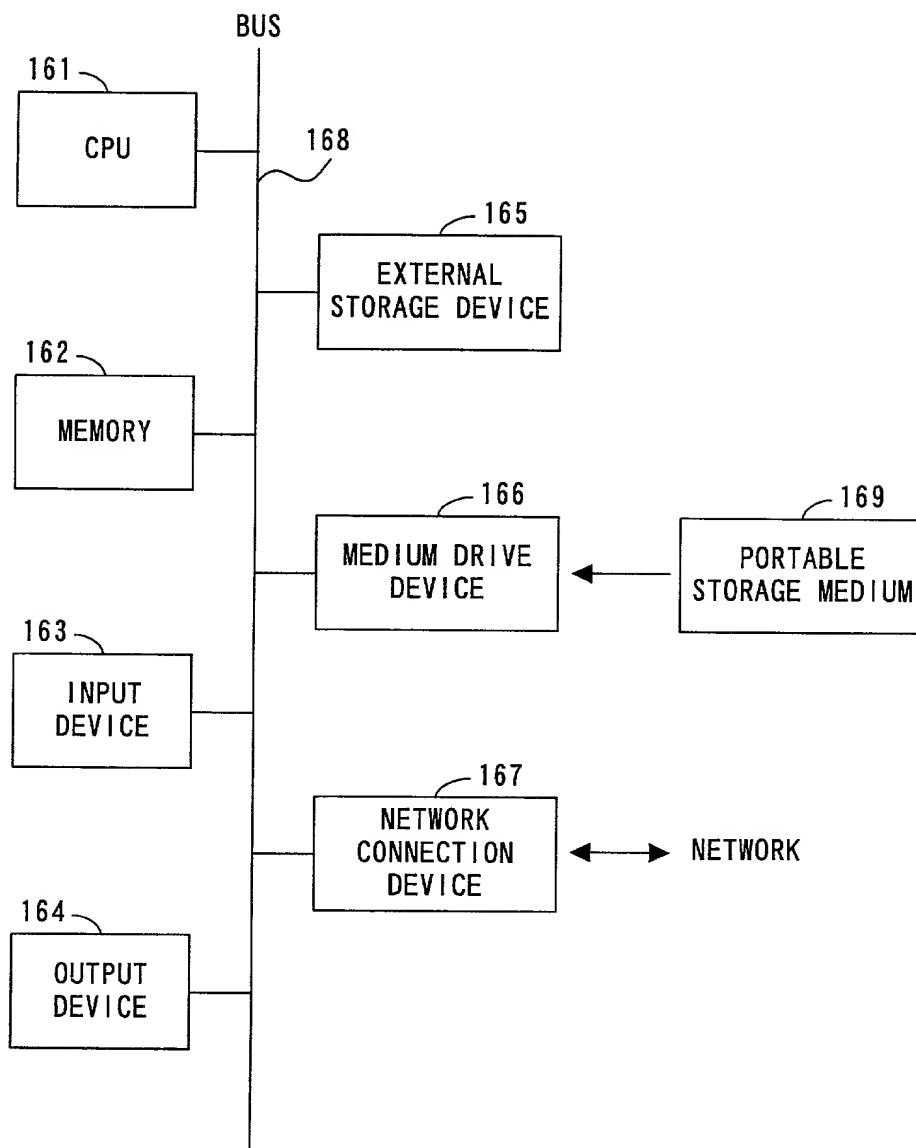 BUS
161
CPU
168
165
EXTERNAL
STORAGE DEVICE
162
MEMORY
166
MEDIUM DRIVE
DEVICE
169
PORTABLE
STORAGE MEDIUM
163
INPUT
DEVICE
167
NETWORK
CONNECTION
DEVICE
NETWORK
164
OUTPUT
DEVICE